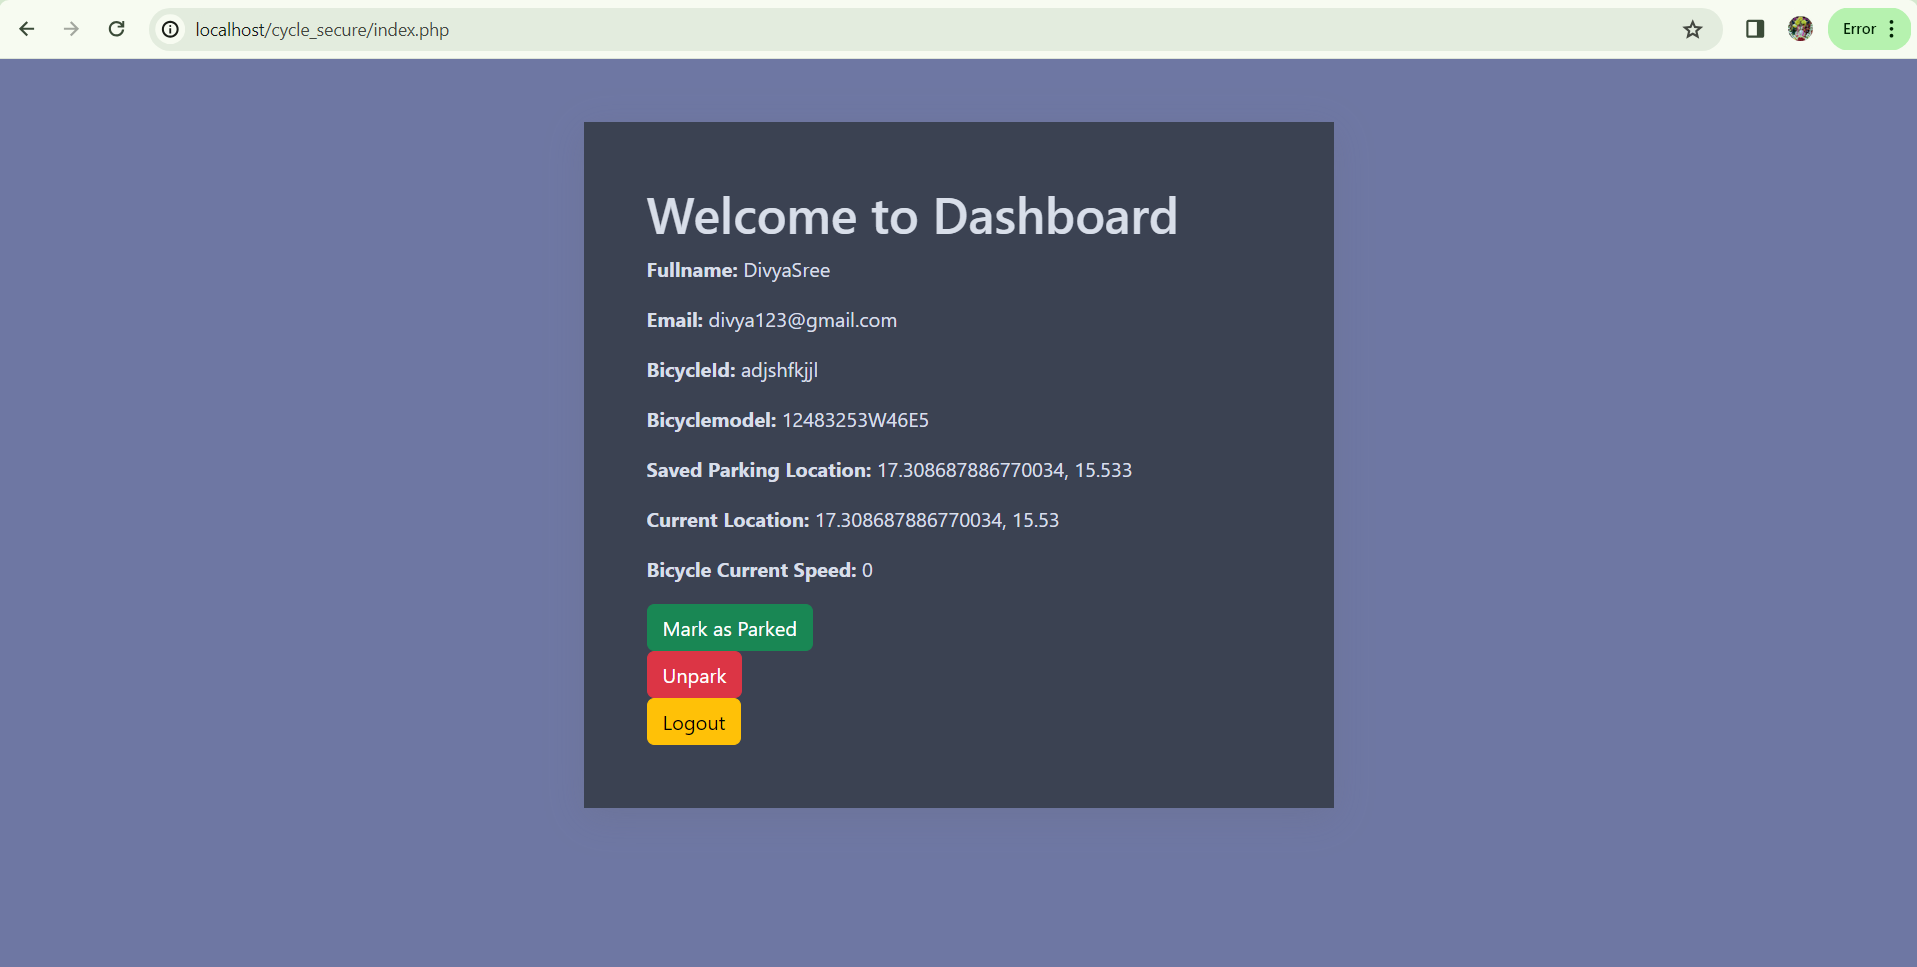 localhost/cycle_secure/index.php
Error
Welcome to Dashboard
Fullname: DivyaSree
Email: divya123@gmail.com
BicycleId: adjshfkjjl
Bicyclemodel: 12483253W46E5
Saved Parking Location: 17.308687886770034, 15.533
Current Location: 17.308687886770034, 15.53
Bicycle Current Speed: 0
Mark as Parked
Unpark
Logout